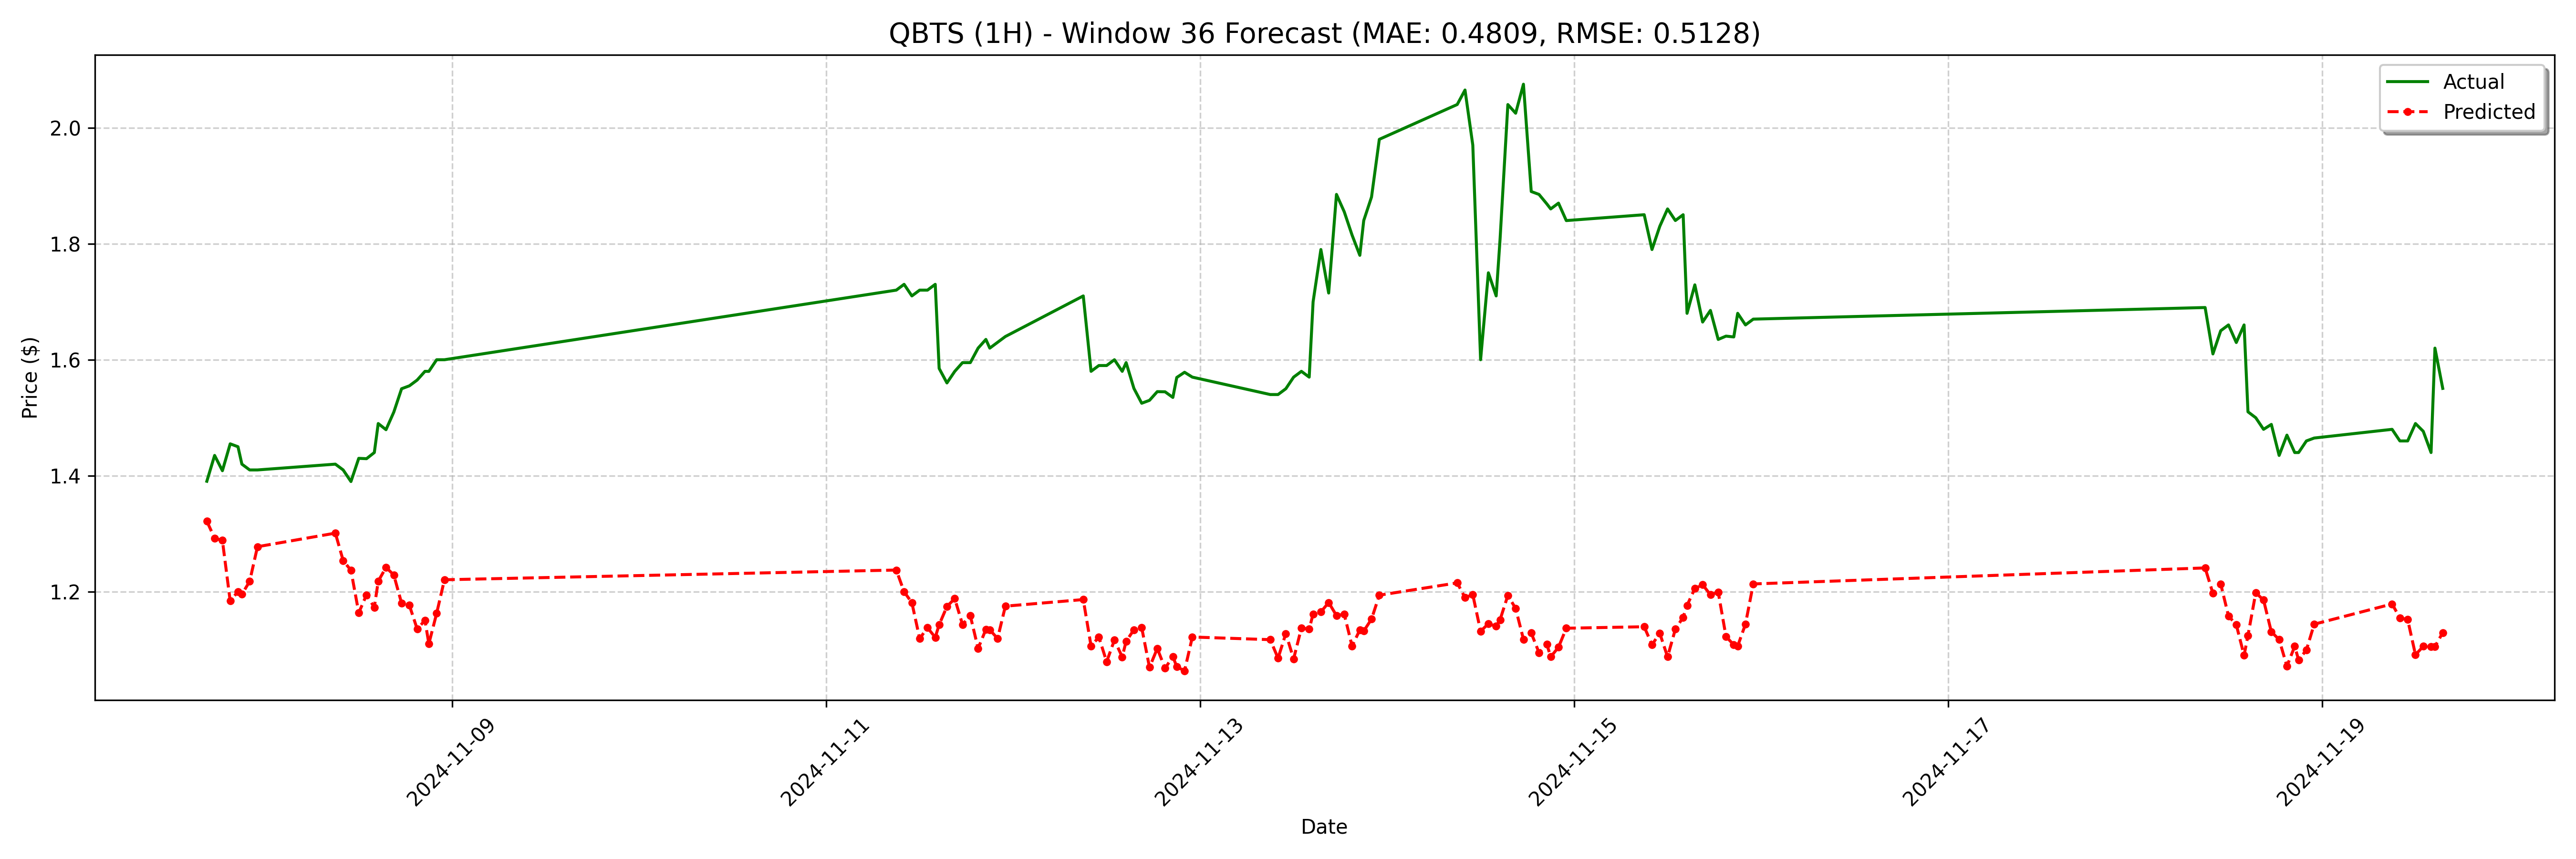 QBTS (1H) - Window 36 Forecast (MAE: 0.4809, RMSE: 0.5128)
Actual
Predicted
Price ($)
2.0
1.8
1.6
1.4
1.2
2024-11-09
2024-11-11
2024-11-13
2024-11-15
2024-11-17
2024-11-19
Date